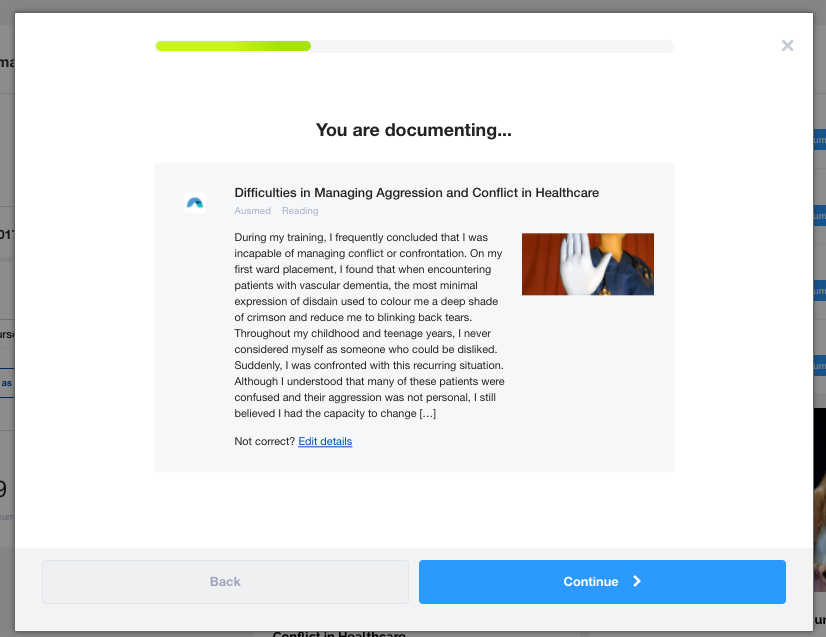 You are documenting...
Difficulties in Managing Aggression and Conflict in Healthcare
Ausmed Reading
During my training, I frequently concluded that I was
incapable of managing conflict or confrontation. On my
first ward placement, I found that when encountering
patients with vascular dementia, the most minimal
expression of disdain used to colour me a deep shade
of crimson and reduce me to blinking back tears.
Throughout my childhood and teenage years, I never
considered myself as someone who could be disliked.
Suddenly, I was confronted with this recurring situation.
Although I understood that many of these patients were
confused and their aggression was not personal, I still
believed I had the capacity to change […]
Not correct? Edit details
Back
Continue
Conflict in Healthcare